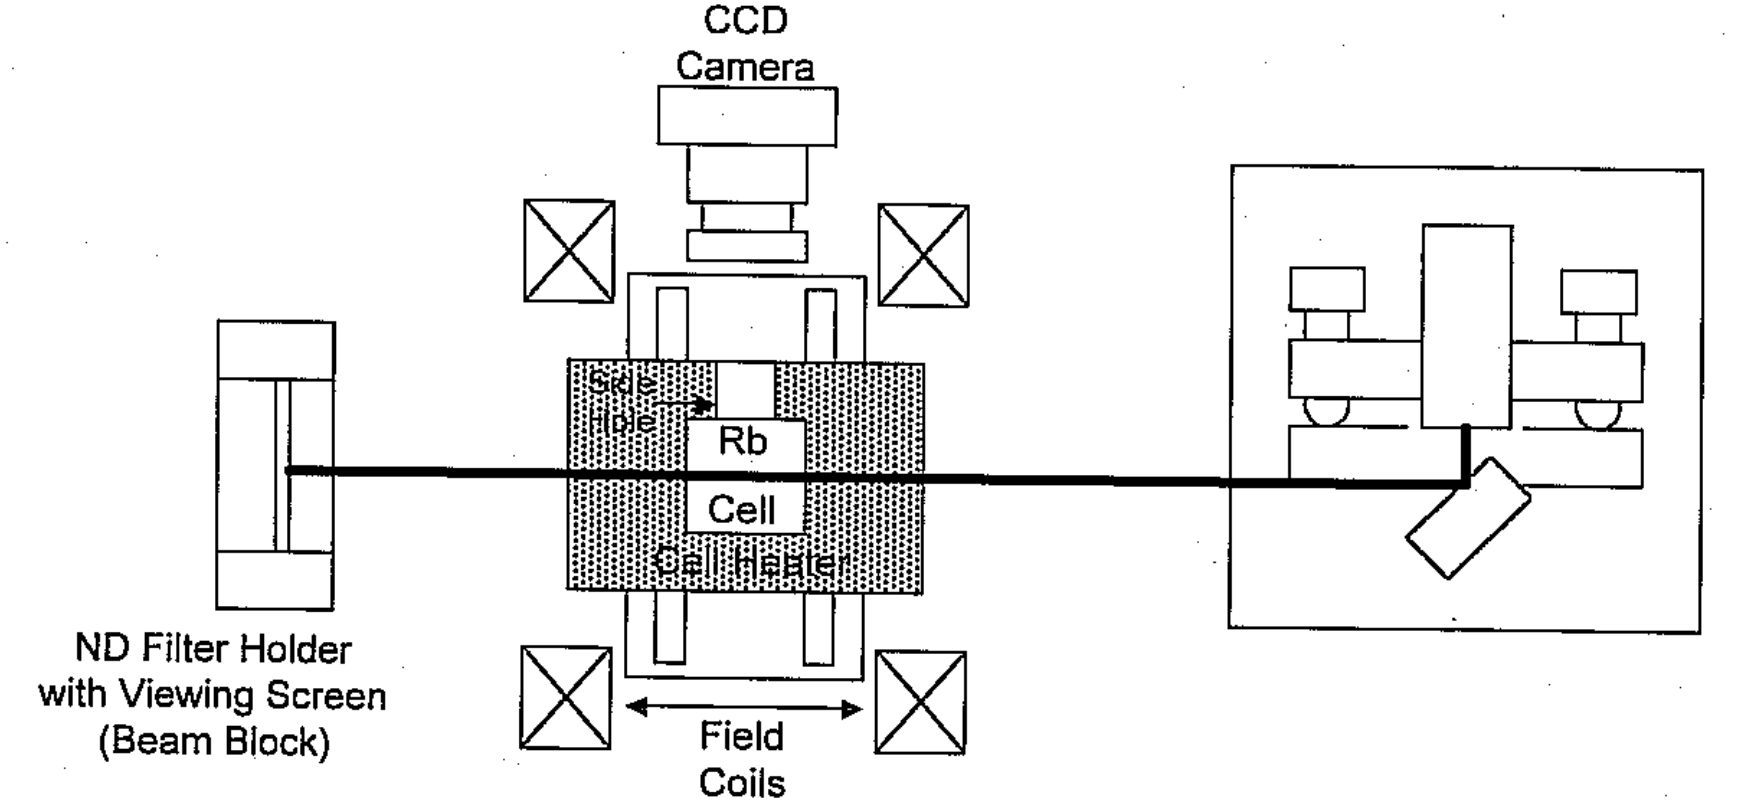 CCD
Camera
Side
Hole
Rb
Cell
Cell Heater
ND Filter Holder
with Viewing Screen
(Beam Block)
Field
Coils